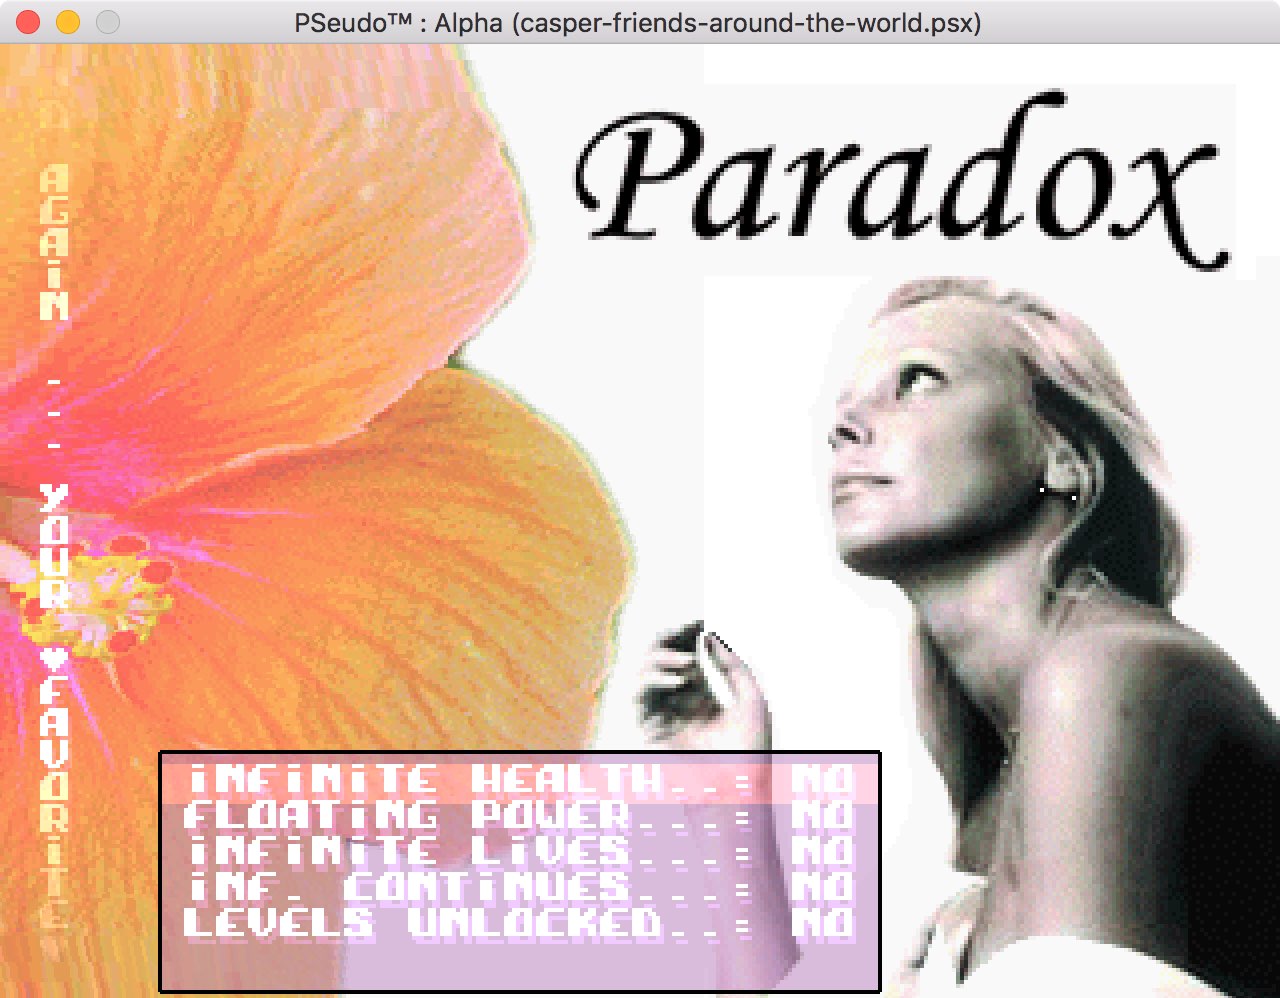 PSeudo™ : Alpha (casper-friends-around-the-world.psx)
Paradox
AGAiN - - - YOUR ♥ FAVORiTE
iNFiNiTE HEALTH..= NO
FLOATiNG POWER...= NO
iNFiNiTE LiVES...= NO
iNF. CONTiNUES...= NO
LEVELS UNLOCKED..= NO